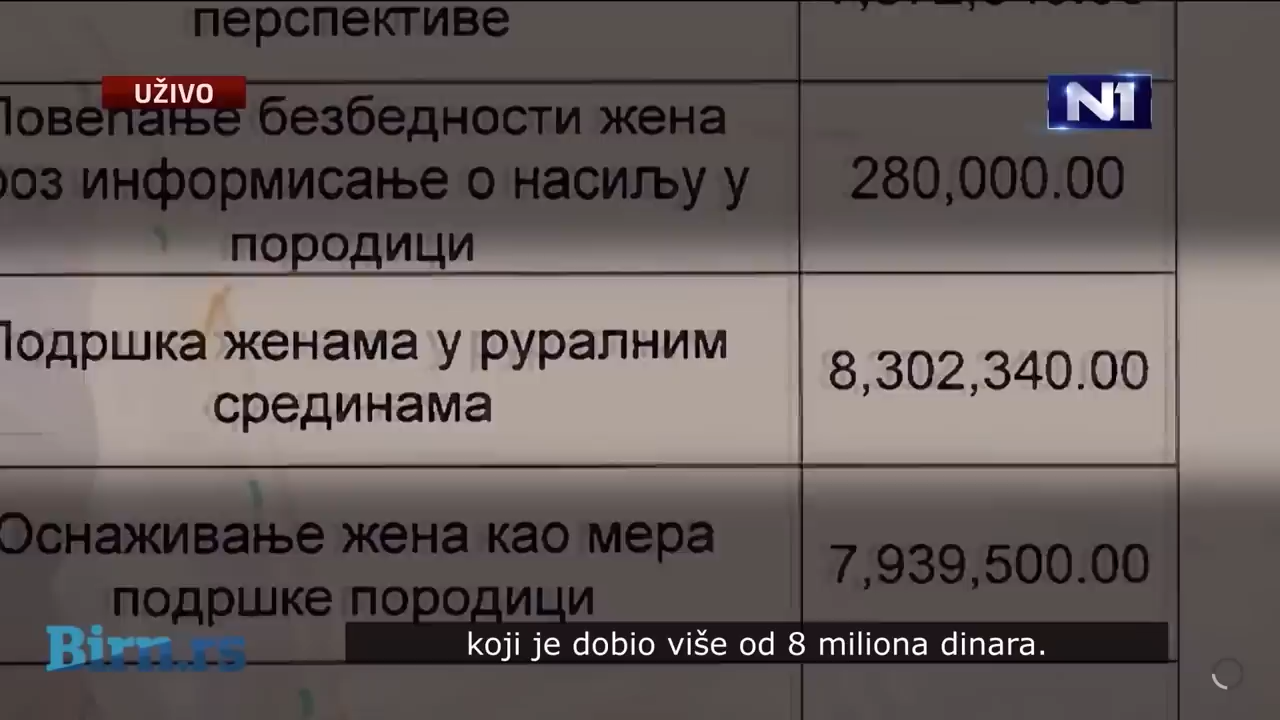 перспективе
UŽIVO
N1
безбедности жена
информисање о насиљу у
породици
280,000.00
женама у руралним
срединама
8,302,340.00
Оснаживање жена као мера
подршке породици
7,939,500.00
Birn.rs
koji je dobio više od 8 miliona dinara.